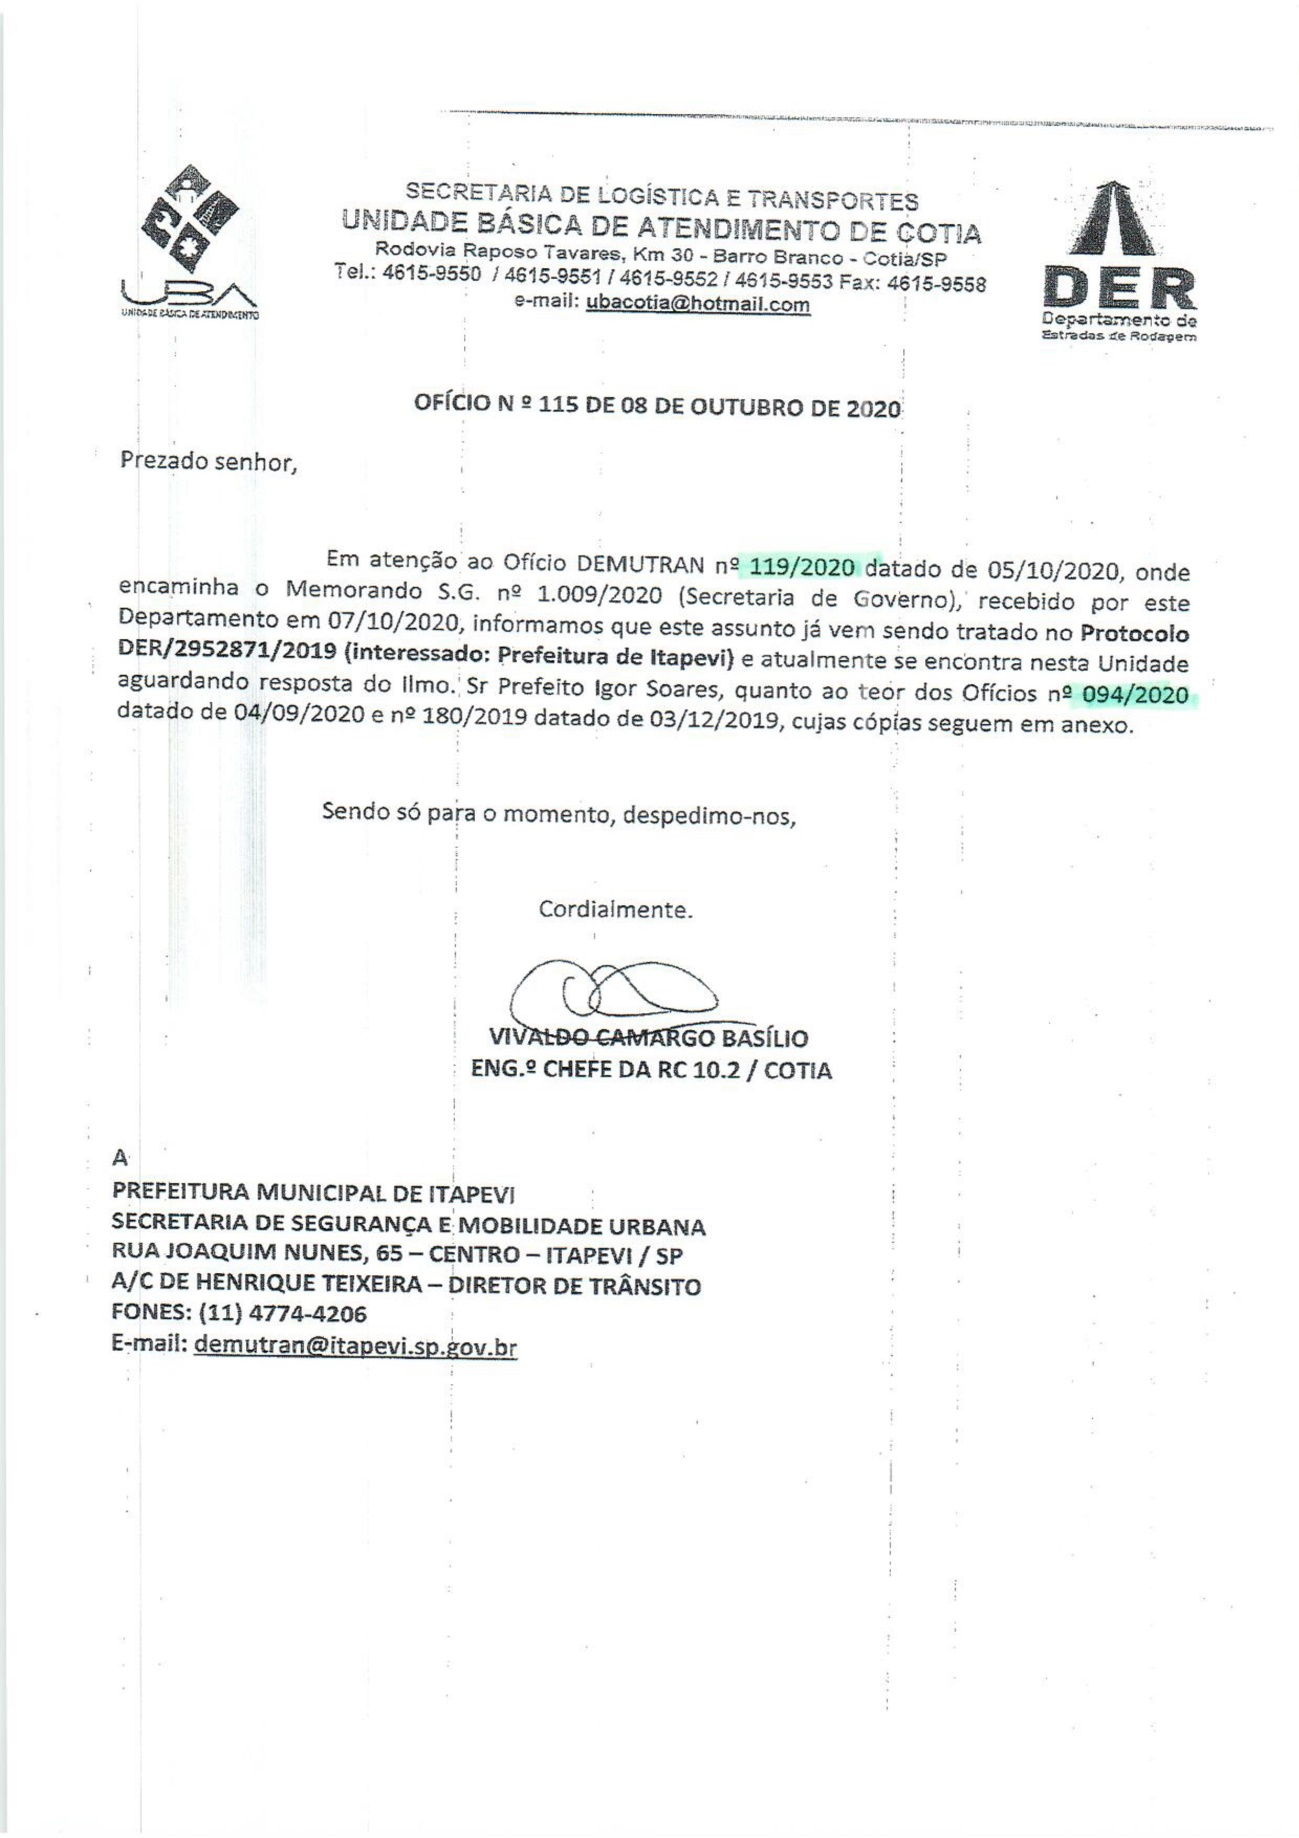 SECRETARIA DE LOGÍSTICA E TRANSPORTES
UNIDADE BÁSICA DE ATENDIMENTO DE COTIA
Rodovia Raposo Tavares, Km 30 - Barro Branco - Cotia/SP
Tel.: 4615-9550 / 4615-9551 / 4615-9552 / 4615-9553 Fax: 4615-9558
e-mail: ubacotia@hotmail.com
UBA
UNIDADE BÁSICA DE ATENDIMENTO
DER
Departamento de
Estradas de Rodagem
OFÍCIO N º 115 DE 08 DE OUTUBRO DE 2020
Prezado senhor,
Em atenção ao Ofício DEMUTRAN nº 119/2020 datado de 05/10/2020, onde
encaminha o Memorando S.G. nº 1.009/2020 (Secretaria de Governo), recebido por este
Departamento em 07/10/2020, informamos que este assunto já vem sendo tratado no Protocolo
DER/2952871/2019 (interessado: Prefeitura de Itapevi) e atualmente se encontra nesta Unidade
aguardando resposta do Ilmo. Sr Prefeito Igor Soares, quanto ao teor dos Ofícios nº 094/2020
datado de 04/09/2020 e nº 180/2019 datado de 03/12/2019, cujas cópias seguem em anexo.
Sendo só para o momento, despedimo-nos,
Cordialmente.
VIVALDO CAMARGO BASÍLIO
ENG.º CHEFE DA RC 10.2 / COTIA
A
PREFEITURA MUNICIPAL DE ITAPEVI
SECRETARIA DE SEGURANÇA E MOBILIDADE URBANA
RUA JOAQUIM NUNES, 65 – CENTRO – ITAPEVI / SP
A/C DE HENRIQUE TEIXEIRA – DIRETOR DE TRÂNSITO
FONES: (11) 4774-4206
E-mail: demutran@itapevi.sp.gov.br